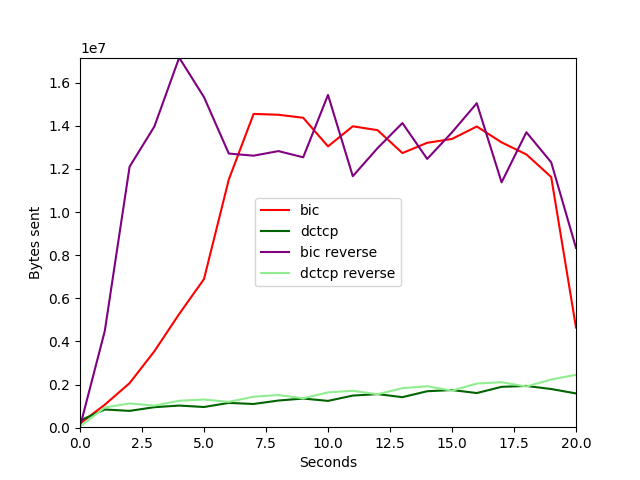 1e7
1.6
1.4
1.2
1.0
0.8
0.6
0.4
0.2
0.0
Bytes sent
bic
dctcp
bic reverse
dctcp reverse
0.0 2.5 5.0 7.5 10.0 12.5 15.0 17.5 20.0
Seconds